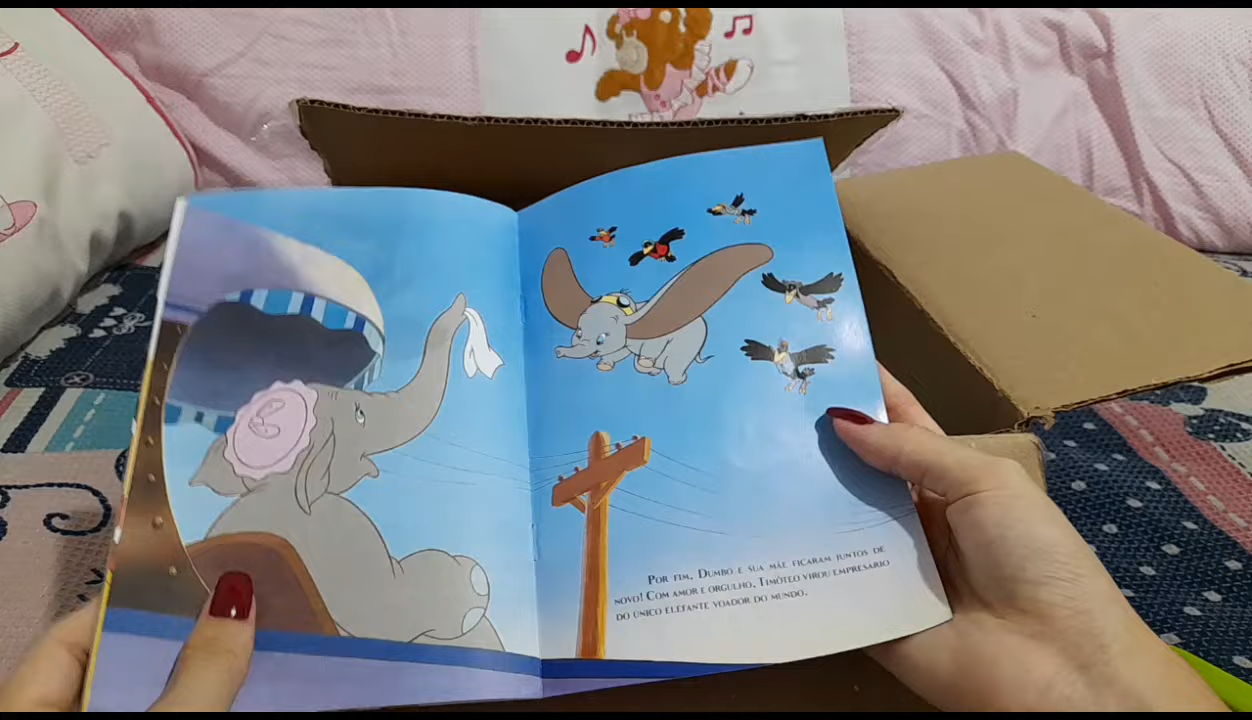 POR FIM, DUMBO E SUA MÃE FICARAM JUNTOS DE
NOVO! COM AMOR E ORGULHO, TIMÓTEO VIROU EMPRESÁRIO
DO ÚNICO ELEFANTE VOADOR DO MUNDO.